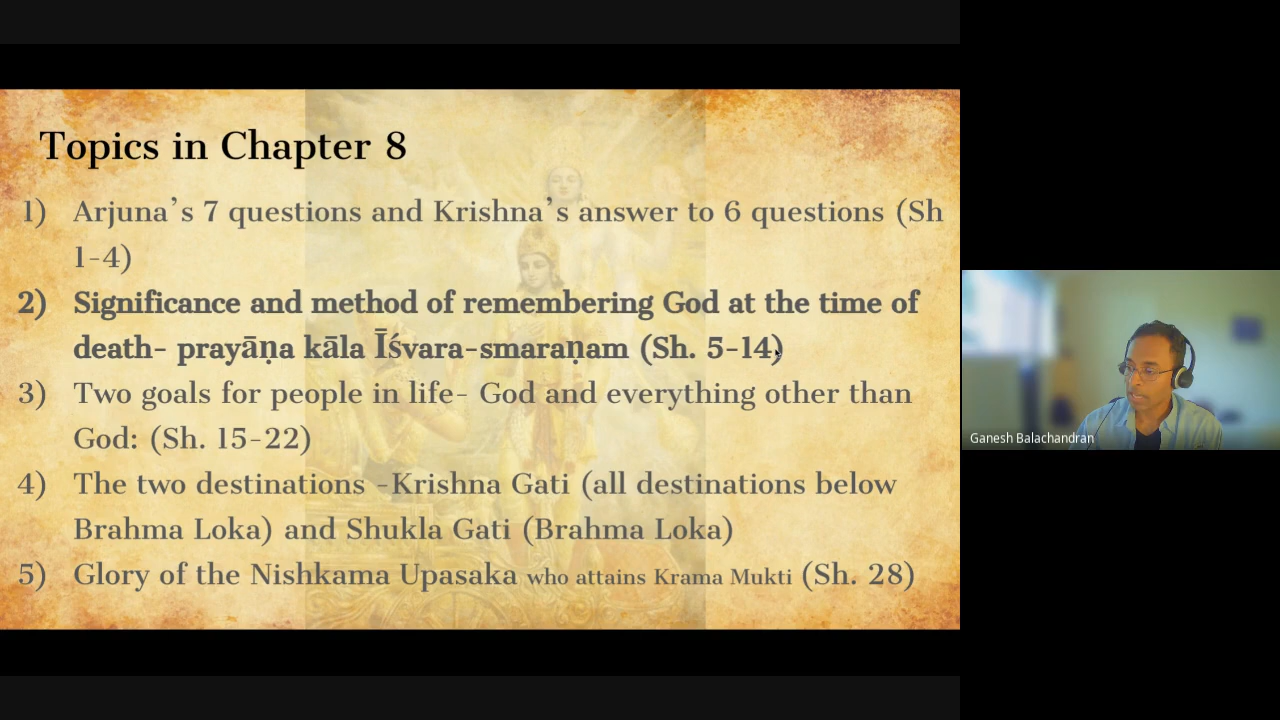 Topics in Chapter 8
1) Arjuna’s 7 questions and Krishna’s answer to 6 questions (Sh
1-4)
2) Significance and method of remembering God at the time of
death- prayāṇa kāla Īśvara-smaraṇam (Sh. 5-14)
3) Two goals for people in life- God and everything other than
God: (Sh. 15-22)
4) The two destinations -Krishna Gati (all destinations below
Brahma Loka) and Shukla Gati (Brahma Loka)
5) Glory of the Nishkama Upasaka who attains Krama Mukti (Sh. 28)
Ganesh Balachandran